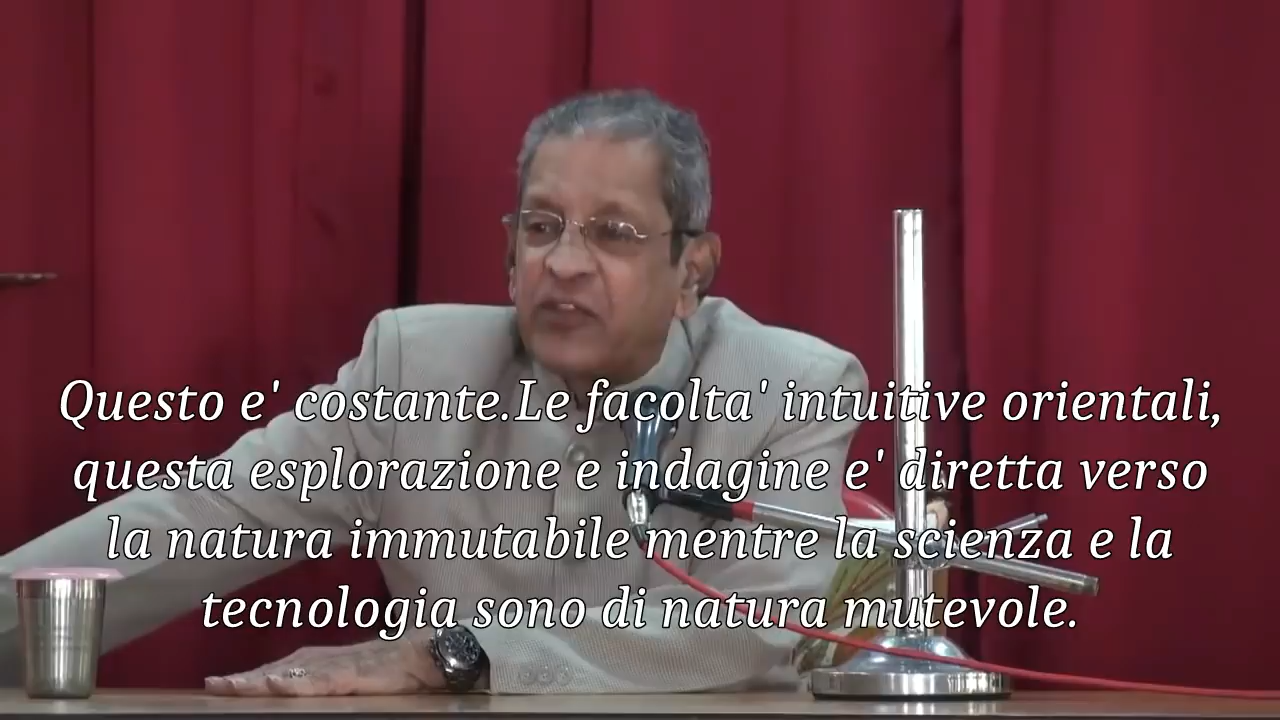 Questo e' costante.Le facolta' intuitive orientali,
questa esplorazione e indagine e' diretta verso
la natura immutabile mentre la scienza e la
tecnologia sono di natura mutevole.